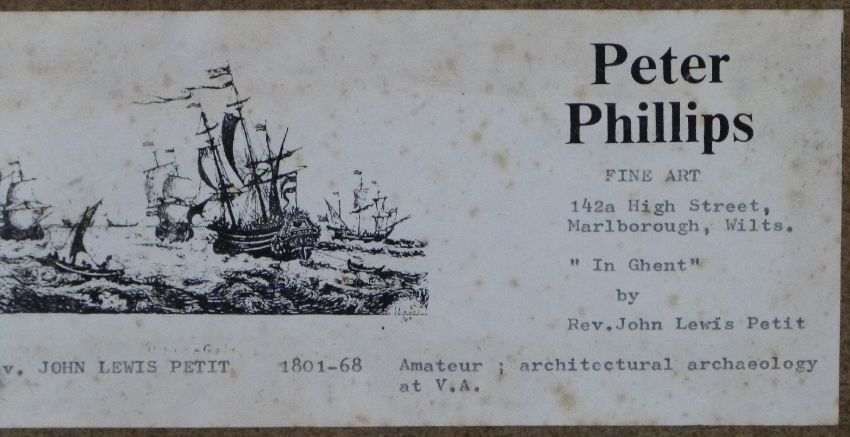 Peter
Phillips
FINE ART
142a High Street,
Marlborough, Wilts.
" In Ghent"
by
Rev.John Lewis Petit
v. JOHN LEWIS PETIT 1801-68 Amateur ; architectural archaeology
at V.A.